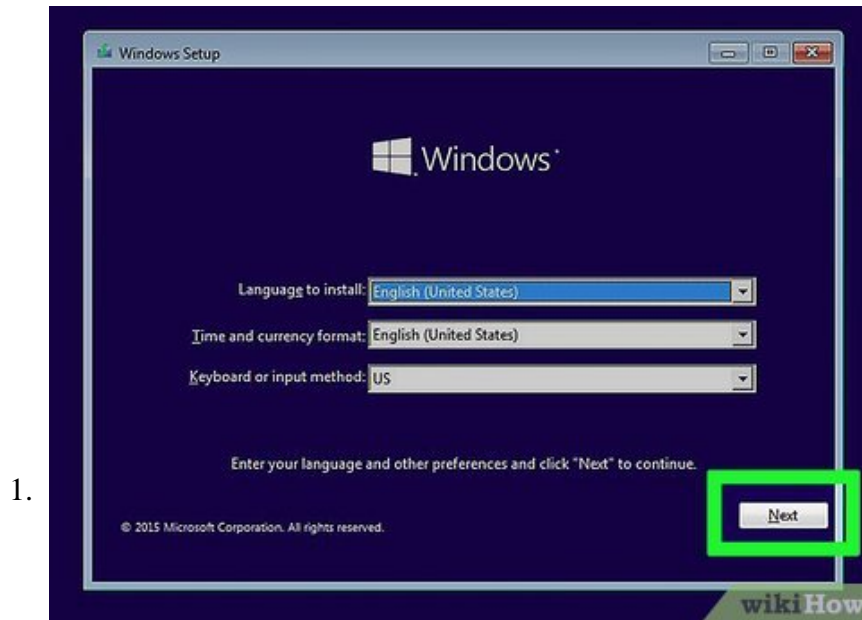 Windows Setup
Windows
Language to install: English (United States)
Time and currency format: English (United States)
Keyboard or input method: US
Enter your language and other preferences and click "Next" to continue.
1.
Next
© 2015 Microsoft Corporation. All rights reserved.
wikiHow